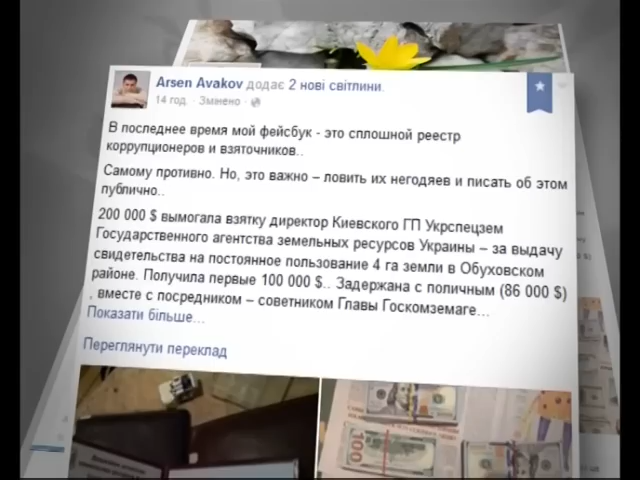 Arsen Avakov додає 2 нові світлини.
14 год. · Змінено ·
В последнее время мой фейсбук - это сплошной реестр
коррупционеров и взяточников..
Самому противно. Но, это важно – ловить их негодяев и писать об этом
публично..
200 000 $ вымогала взятку директор Киевского ГП Укрспецзем
Государственного агентства земельных ресурсов Украины – за выдачу
свидетельства на постоянное пользование 4 га земли в Обуховском
районе. Получила первые 100 000 $.. Задержана с поличным (86 000 $)
, вместе с посредником – советником Главы Госкомземаге...
Показати більше...
Переглянути переклад
100